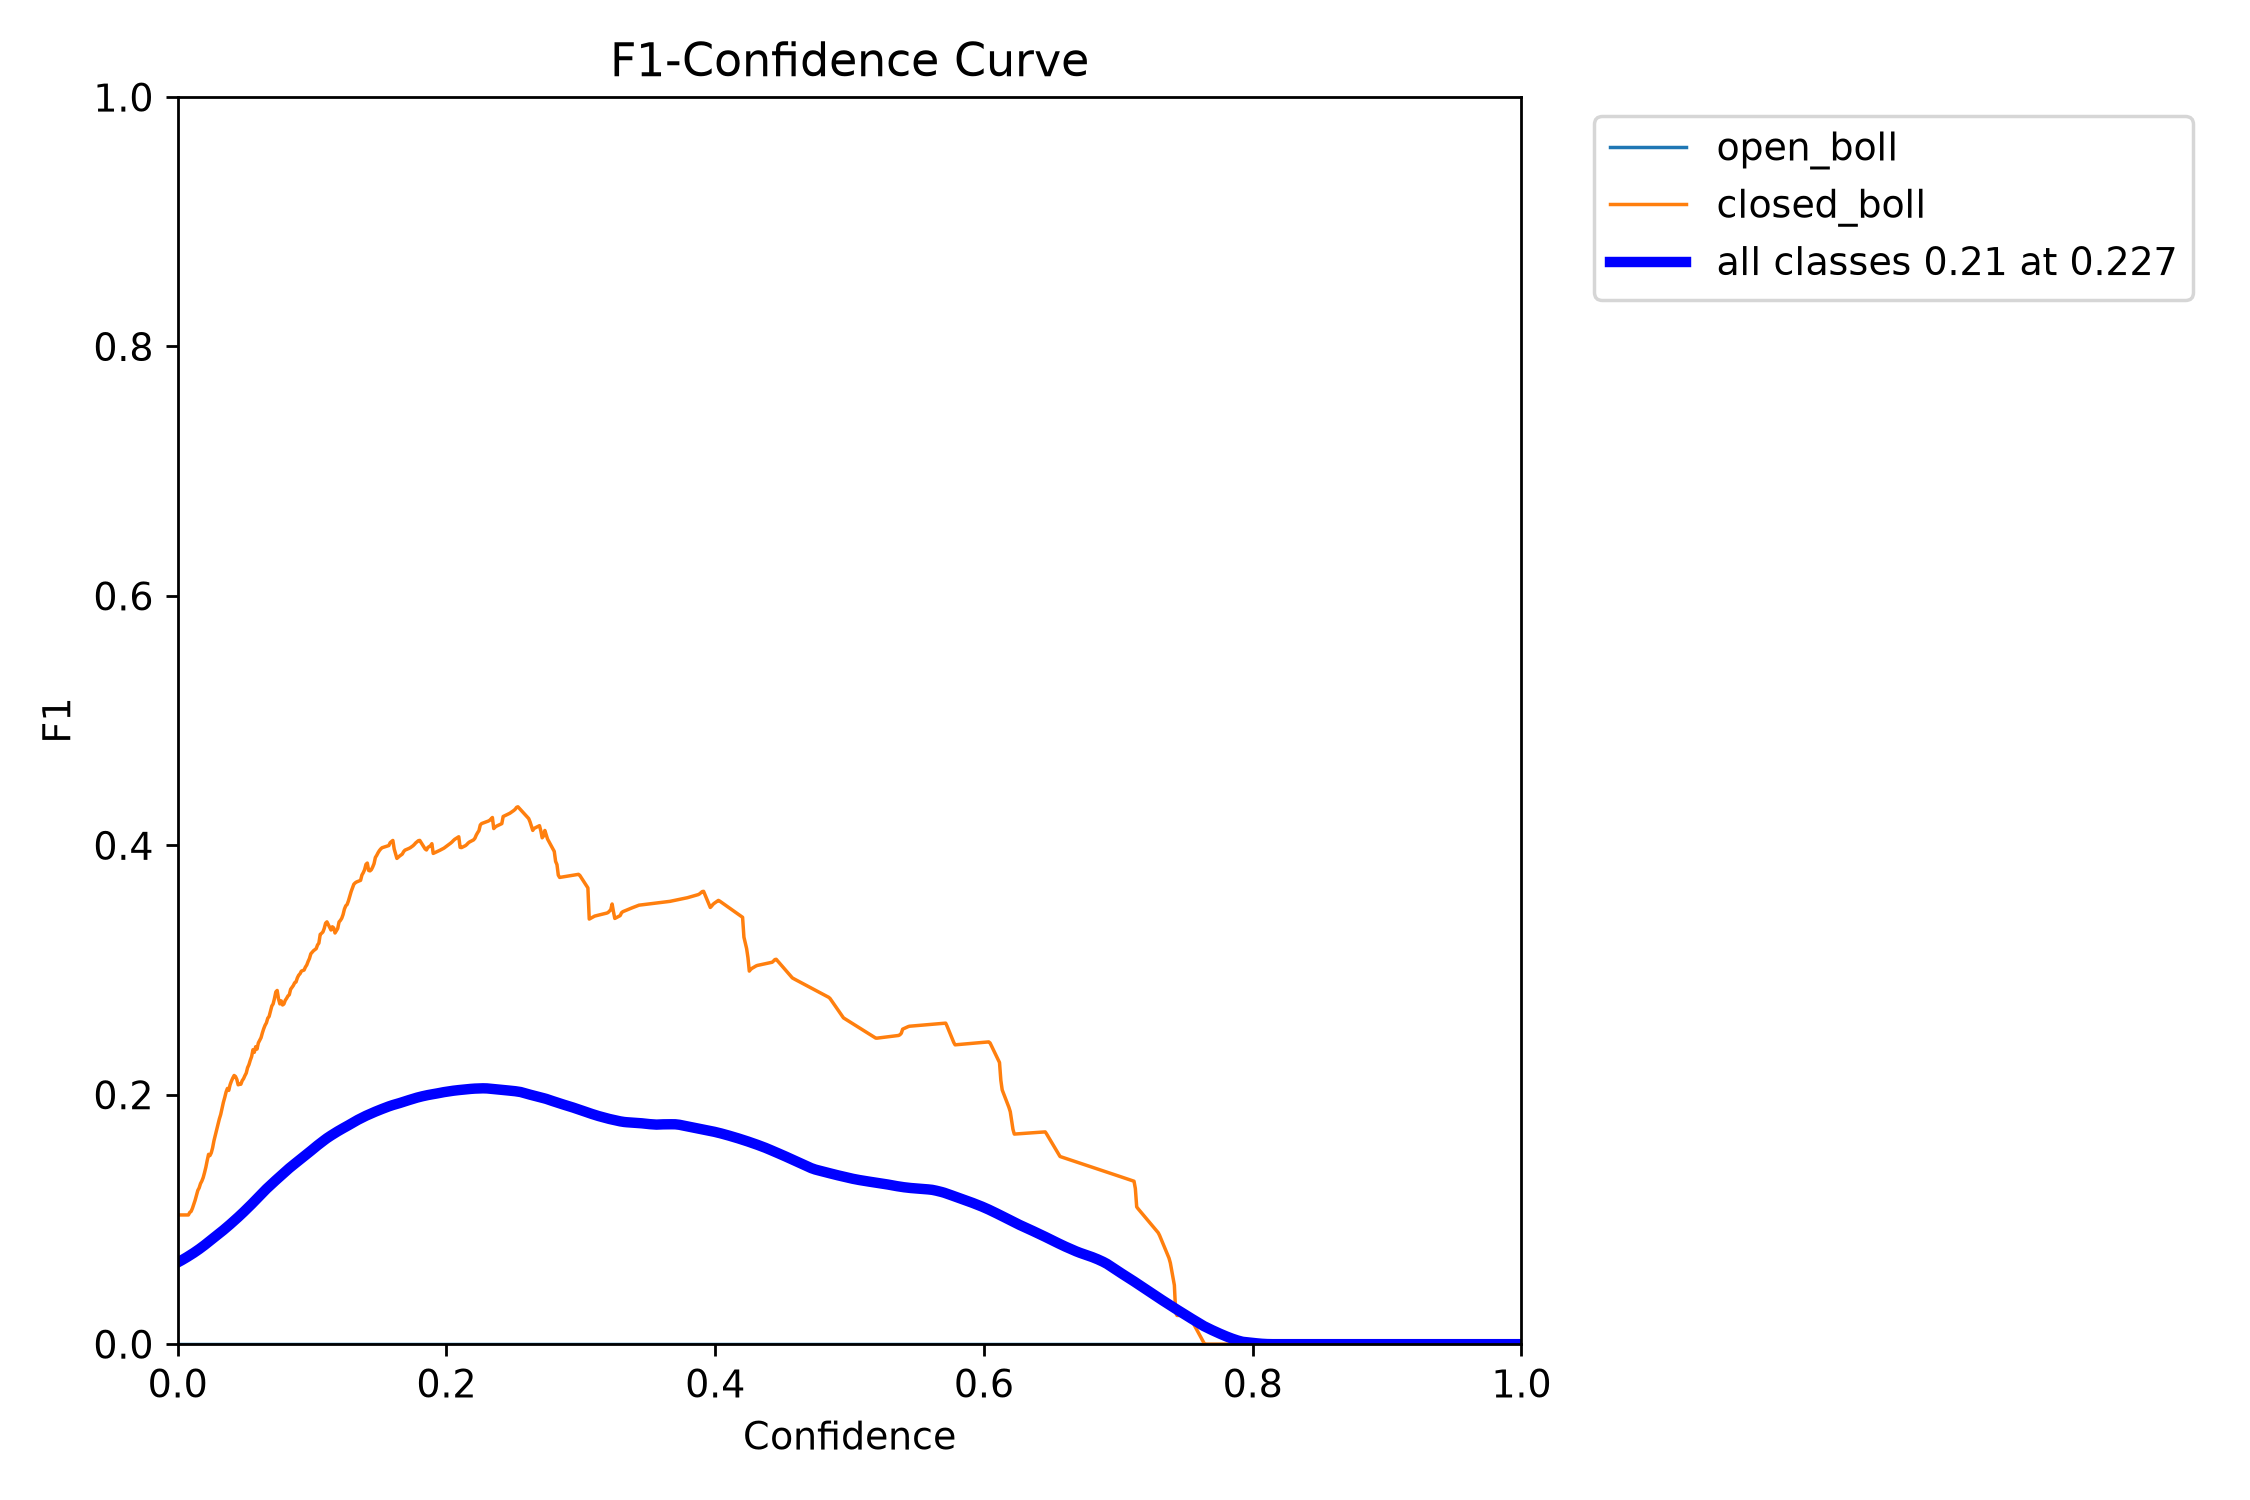 F1-Confidence Curve
1.0
0.8
0.6
0.4
0.2
0.0
F1
0.0 0.2 0.4 0.6 0.8 1.0
Confidence
open_boll
closed_boll
all classes 0.21 at 0.227